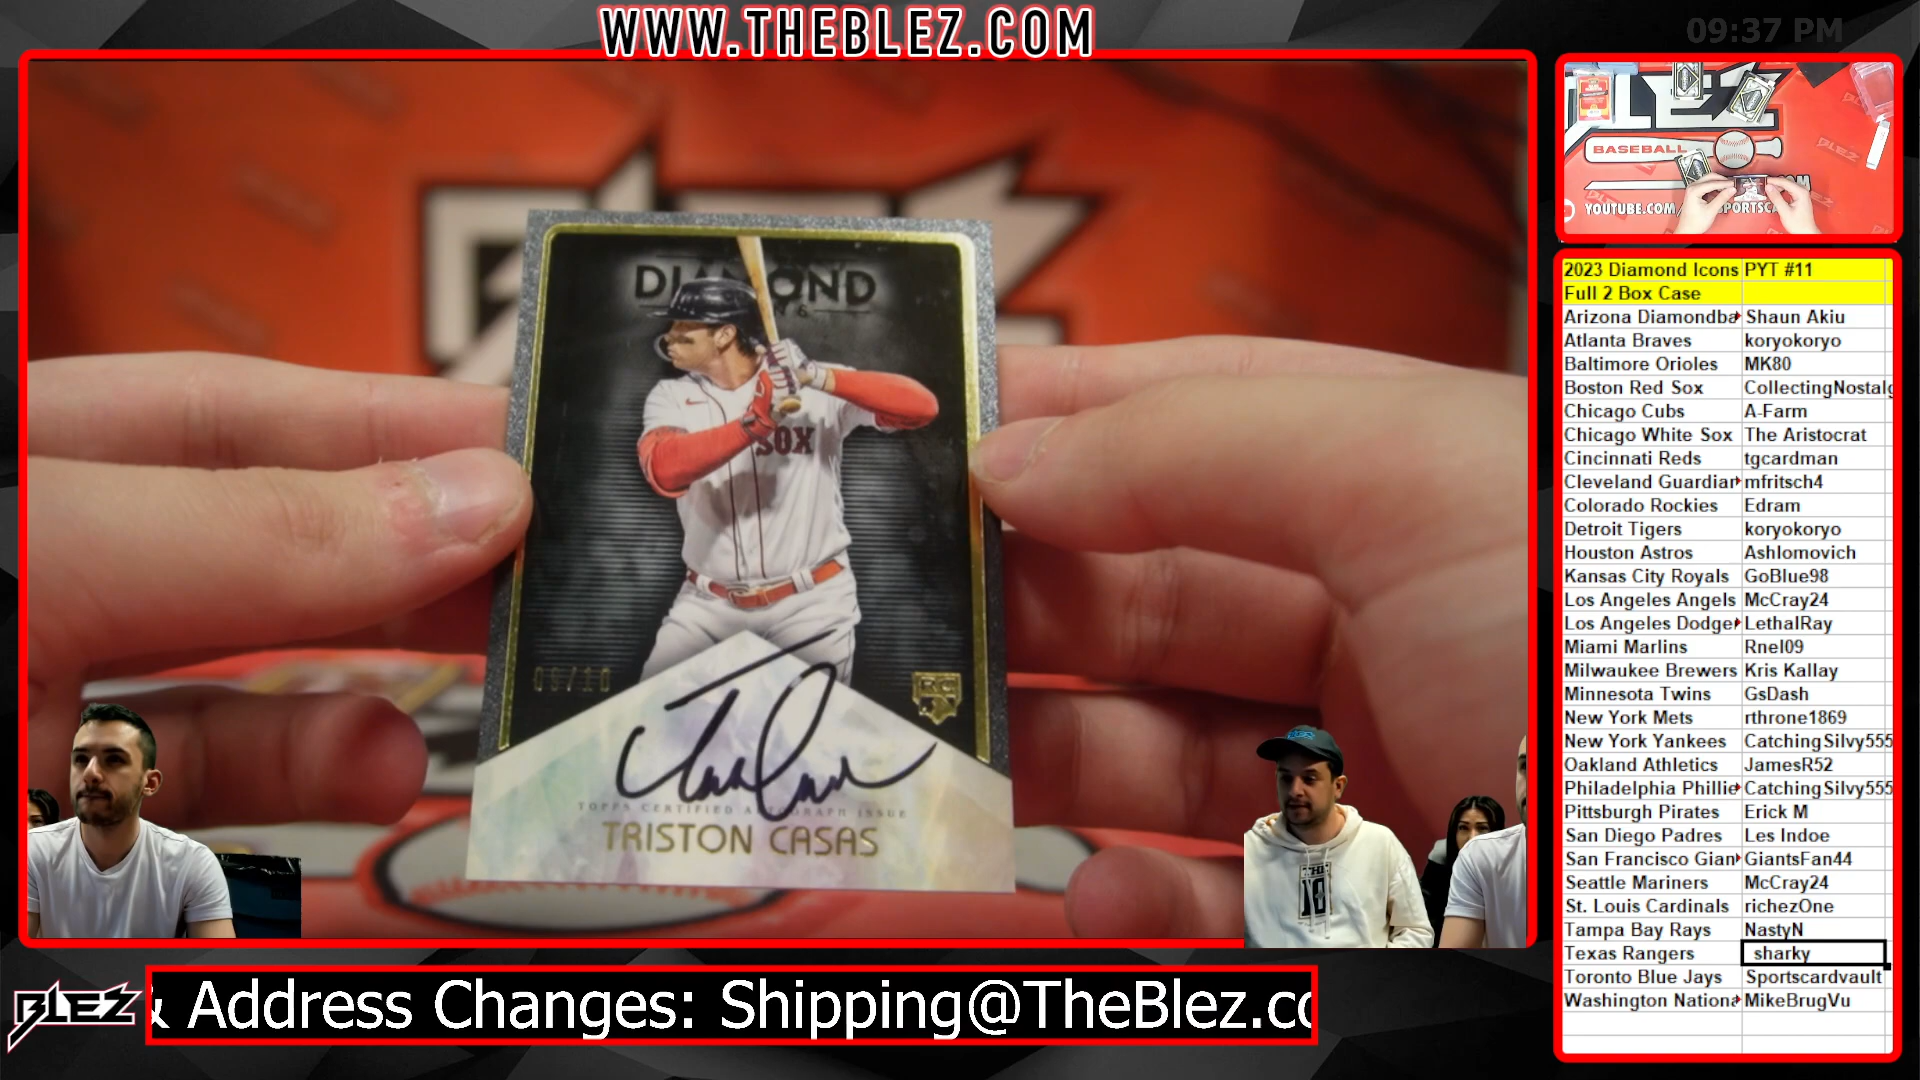 WWW.THEBLEZ.COM
09:37 PM
DIAMOND
SOX
RC
TOPPS CERTIFIED AUTOGRAPH ISSUE
TRISTON CASAS
BASEBALL
BLEZ
YOUTUBE.COM/
2023 Diamond Icons PYT #11
Full 2 Box Case
Arizona Diamondba Shaun Akiu
Atlanta Braves koryokoryo
Baltimore Orioles MK80
Boston Red Sox CollectingNostalg
Chicago Cubs A-Farm
Chicago White Sox The Aristocrat
Cincinnati Reds tgcardman
Cleveland Guardian mfritsch4
Colorado Rockies Edram
Detroit Tigers koryokoryo
Houston Astros Ashlomovich
Kansas City Royals GoBlue98
Los Angeles Angels McCray24
Los Angeles Dodge LethalRay
Miami Marlins Rnel09
Milwaukee Brewers Kris Kallay
Minnesota Twins GsDash
New York Mets rthrone1869
New York Yankees CatchingSilvy555
Oakland Athletics JamesR52
Philadelphia Phillie CatchingSilvy555
Pittsburgh Pirates Erick M
San Diego Padres Les Indoe
San Francisco Gian GiantsFan44
Seattle Mariners McCray24
St. Louis Cardinals richezOne
Tampa Bay Rays NastyN
Texas Rangers sharky
Toronto Blue Jays Sportscardvault
Washington Nationa MikeBrugVu
BLEZ
& Address Changes: Shipping@TheBlez.co